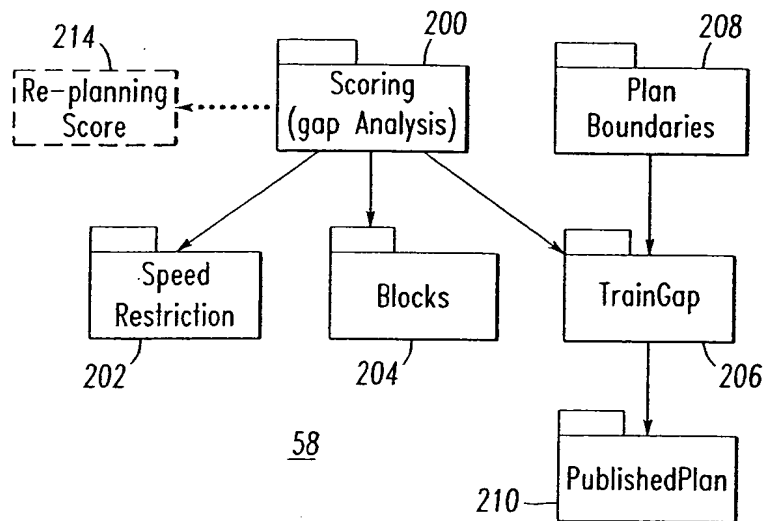 214
200
208
Re-planning
Score
Scoring
(gap Analysis)
Plan
Boundaries
Speed
Restriction
Blocks
TrainGap
202
204
206
58
PublishedPlan
210